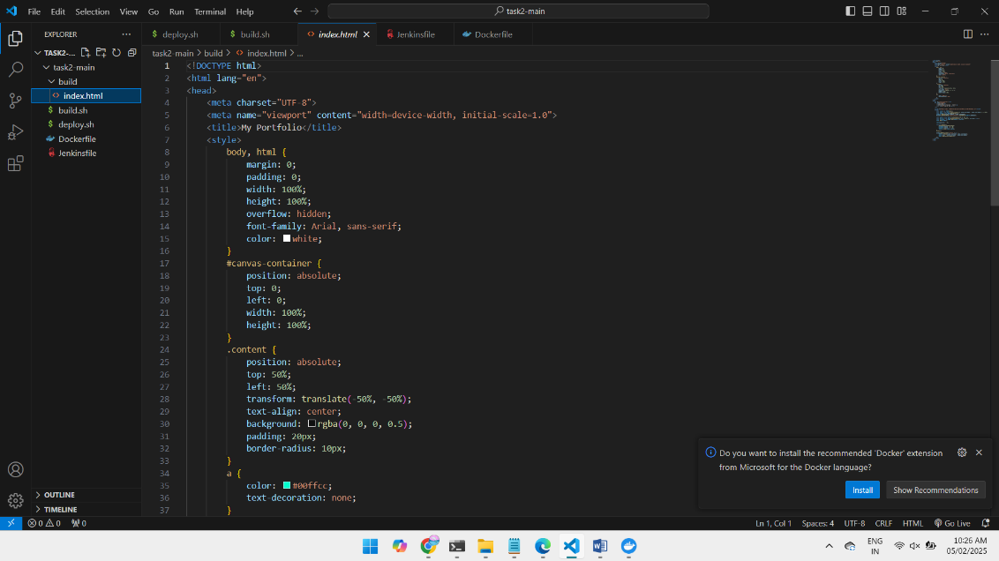 File Edit Selection View Go Run Terminal Help
task2-main
EXPLORER
TASK2-...
task2-main
build
index.html
build.sh
deploy.sh
Dockerfile
Jenkinsfile
OUTLINE
TIMELINE
deploy.sh build.sh index.html Jenkinsfile Dockerfile
task2-main > build > index.html > ...
1 <!DOCTYPE html>
2 <html lang="en">
3 <head>
4 <meta charset="UTF-8">
5 <meta name="viewport" content="width=device-width, initial-scale=1.0">
6 <title>My Portfolio</title>
7 <style>
8 body, html {
9 margin: 0;
10 padding: 0;
11 width: 100%;
12 height: 100%;
13 overflow: hidden;
14 font-family: Arial, sans-serif;
15 color: white;
16 }
17 #canvas-container {
18 position: absolute;
19 top: 0;
20 left: 0;
21 width: 100%;
22 height: 100%;
23 }
24 .content {
25 position: absolute;
26 top: 50%;
27 left: 50%;
28 transform: translate(-50%, -50%);
29 text-align: center;
30 background: rgba(0, 0, 0, 0.5);
31 padding: 20px;
32 border-radius: 10px;
33 }
34 a {
35 color: #00ffcc;
36 text-decoration: none;
37 }
Do you want to install the recommended 'Docker' extension
from Microsoft for the Docker language?
Install Show Recommendations
0 0 0 Ln 1, Col 1 Spaces: 4 UTF-8 CRLF HTML Go Live
ENG
IN
10:26 AM
05/02/2025